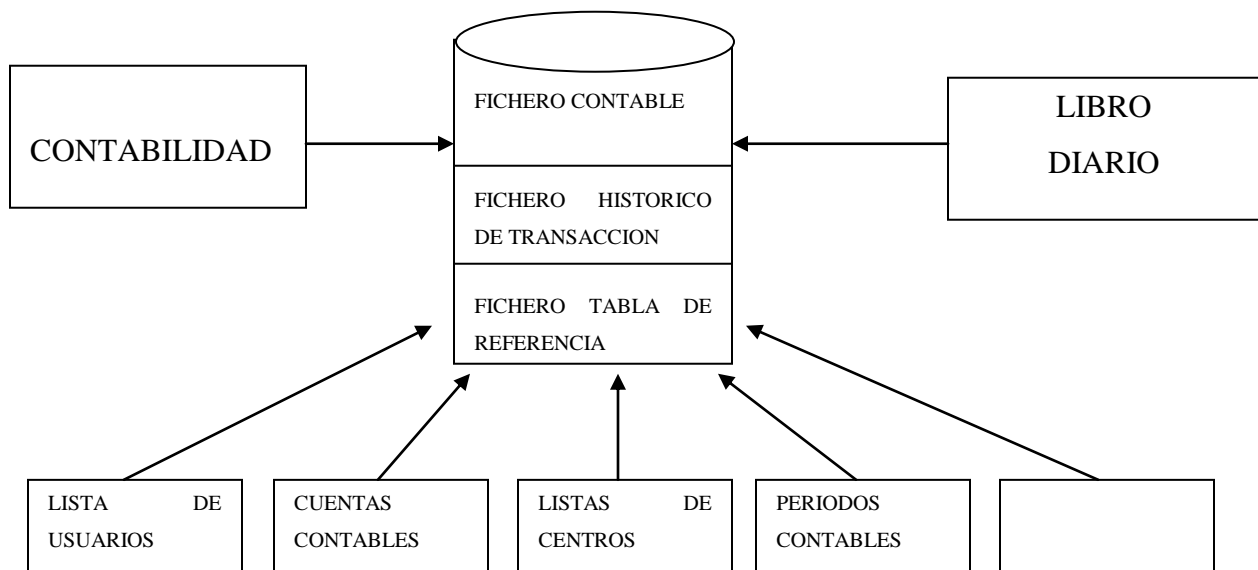 FICHERO CONTABLE
CONTABILIDAD
LIBRO
DIARIO
FICHERO HISTORICO
DE TRANSACCION
FICHERO TABLA DE
REFERENCIA
LISTA DE
USUARIOS
CUENTAS
CONTABLES
LISTAS DE
CENTROS
PERIODOS
CONTABLES